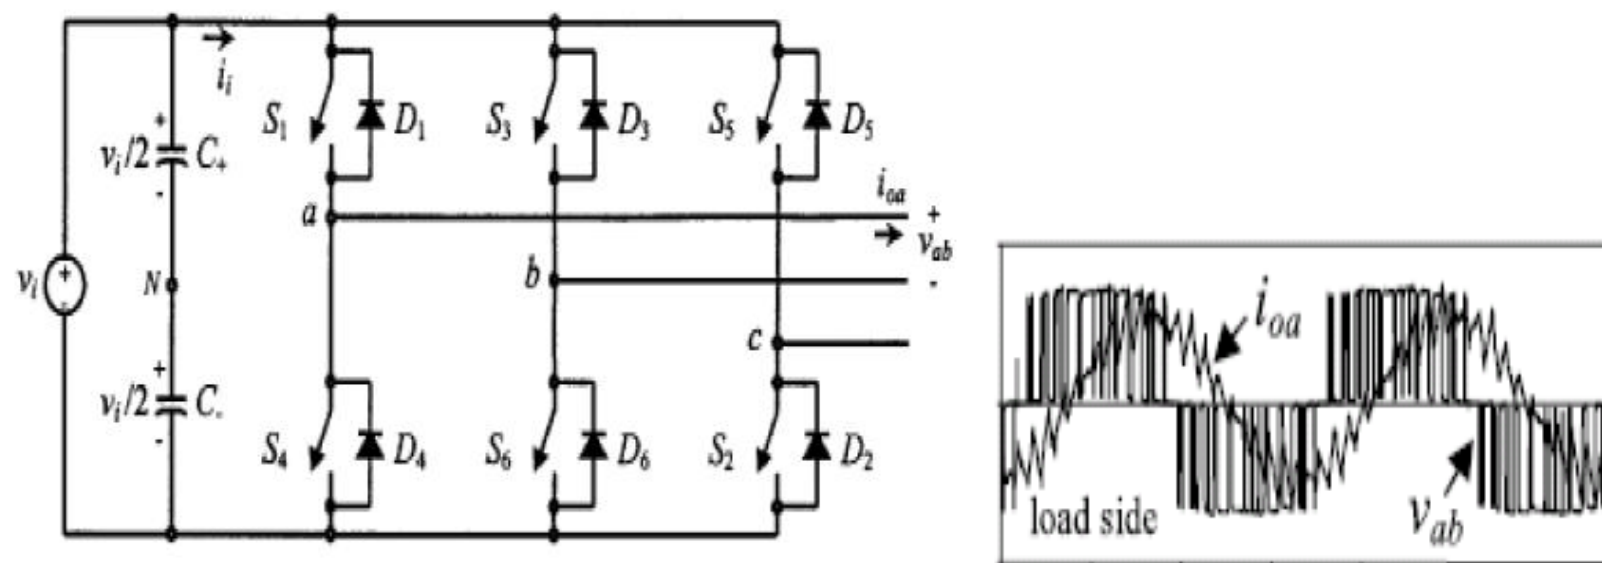 i_i
S_1 D_1 S_3 D_3 S_5 D_5
+
v_i/2 C_+
-
i_oa
a +
v_ab
b -
v_i + - N
c
+
v_i/2 C_-
-
S_4 D_4 S_6 D_6 S_2 D_2
i_oa
load side
v_ab